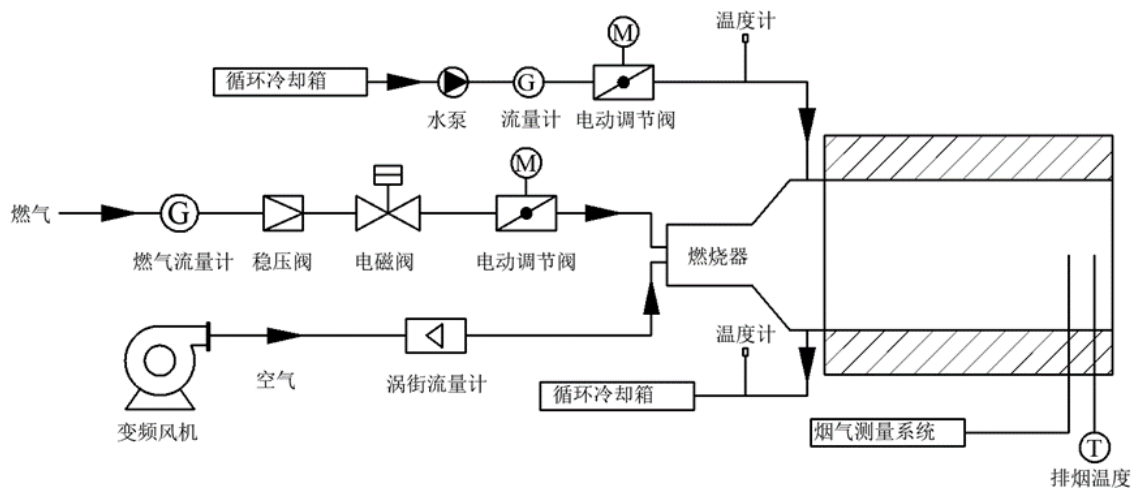 温度计
M
循环冷却箱
G
水泵
流量计
电动调节阀
M
燃气
G
燃气流量计
稳压阀
电磁阀
电动调节阀
燃烧器
温度计
空气
涡街流量计
循环冷却箱
变频风机
烟气测量系统
T
排烟温度